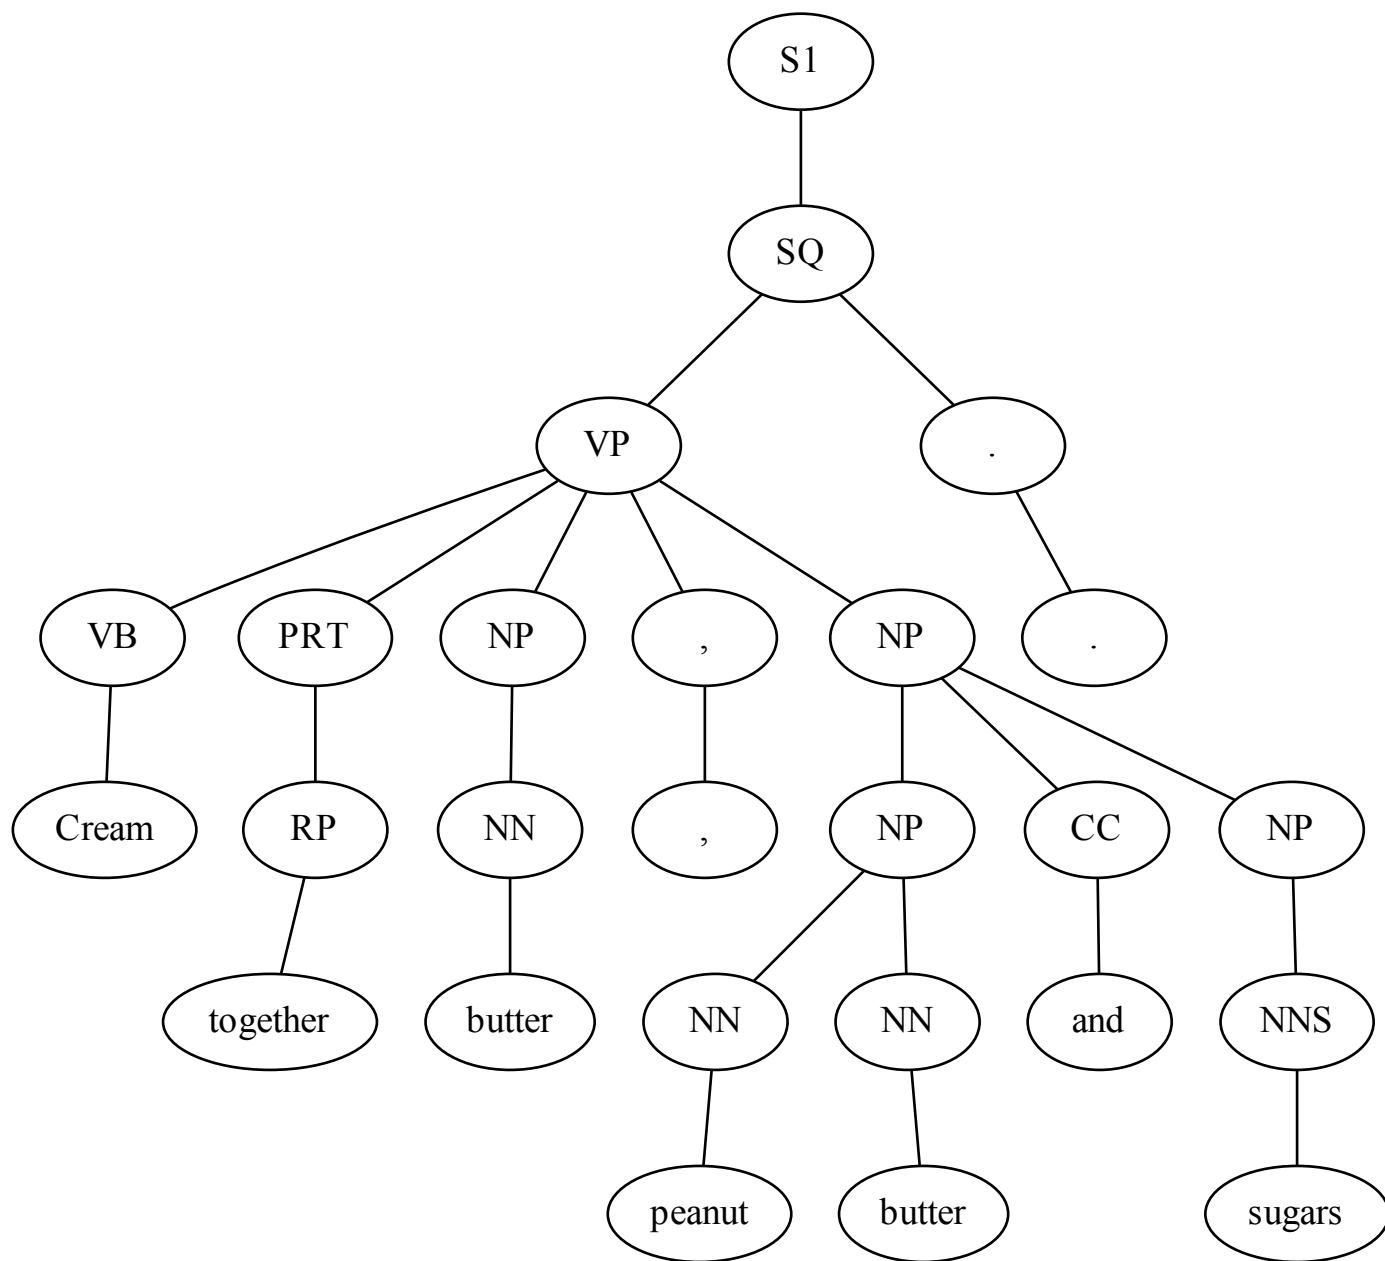 S1
SQ
VP .
VB PRT NP , NP .
Cream RP NN , NP CC NP
together butter NN NN and NNS
peanut butter sugars